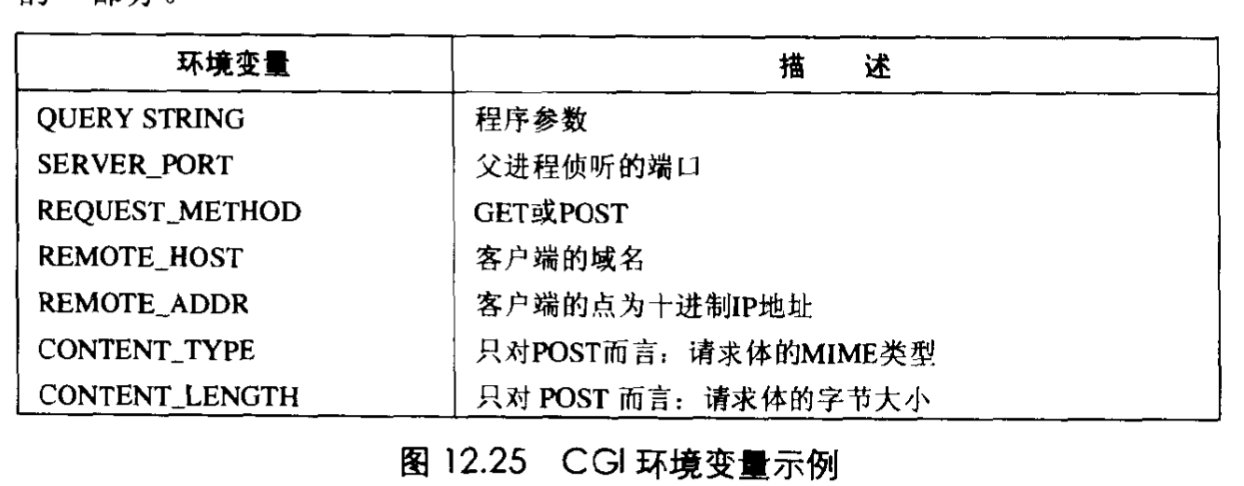 的一部分。
环境变量 描 述
QUERY STRING 程序参数
SERVER_PORT 父进程侦听的端口
REQUEST_METHOD GET或POST
REMOTE_HOST 客户端的域名
REMOTE_ADDR 客户端的点为十进制IP地址
CONTENT_TYPE 只对POST而言：请求体的MIME类型
CONTENT_LENGTH 只对 POST 而言：请求体的字节大小
图 12.25 CGI 环境变量示例